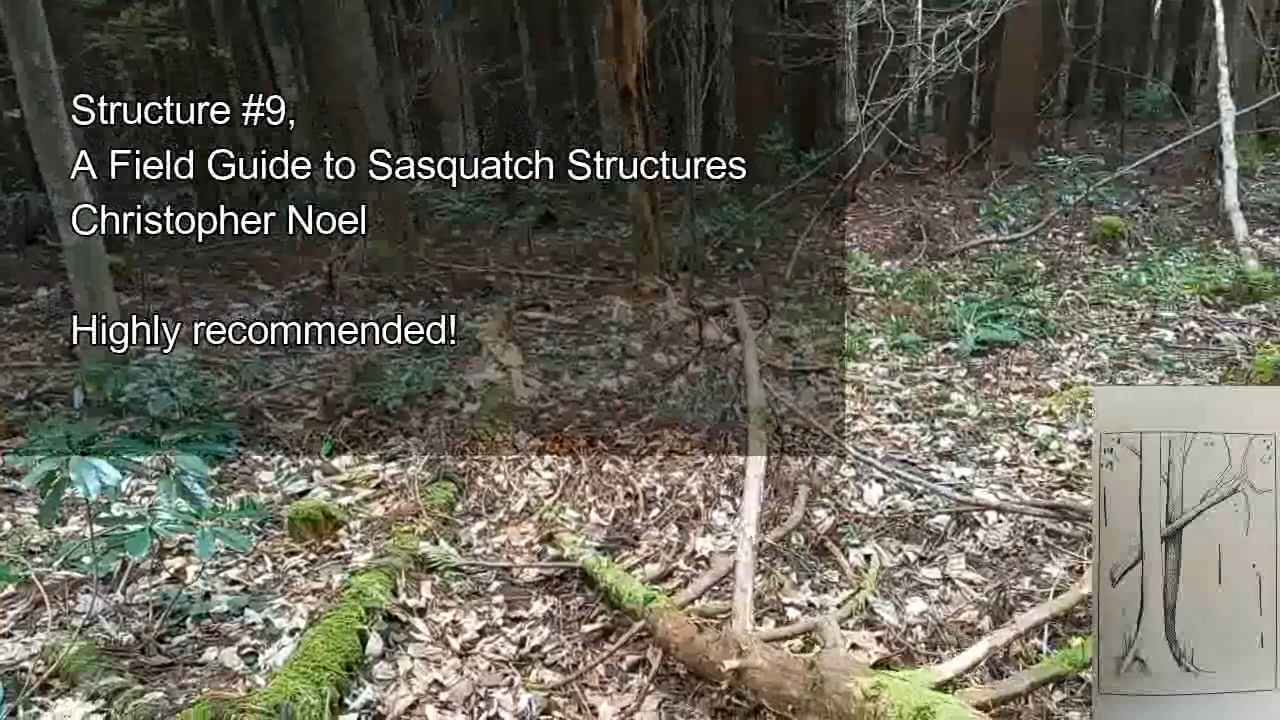 Structure #9,
A Field Guide to Sasquatch Structures
Christopher Noel
Highly recommended!